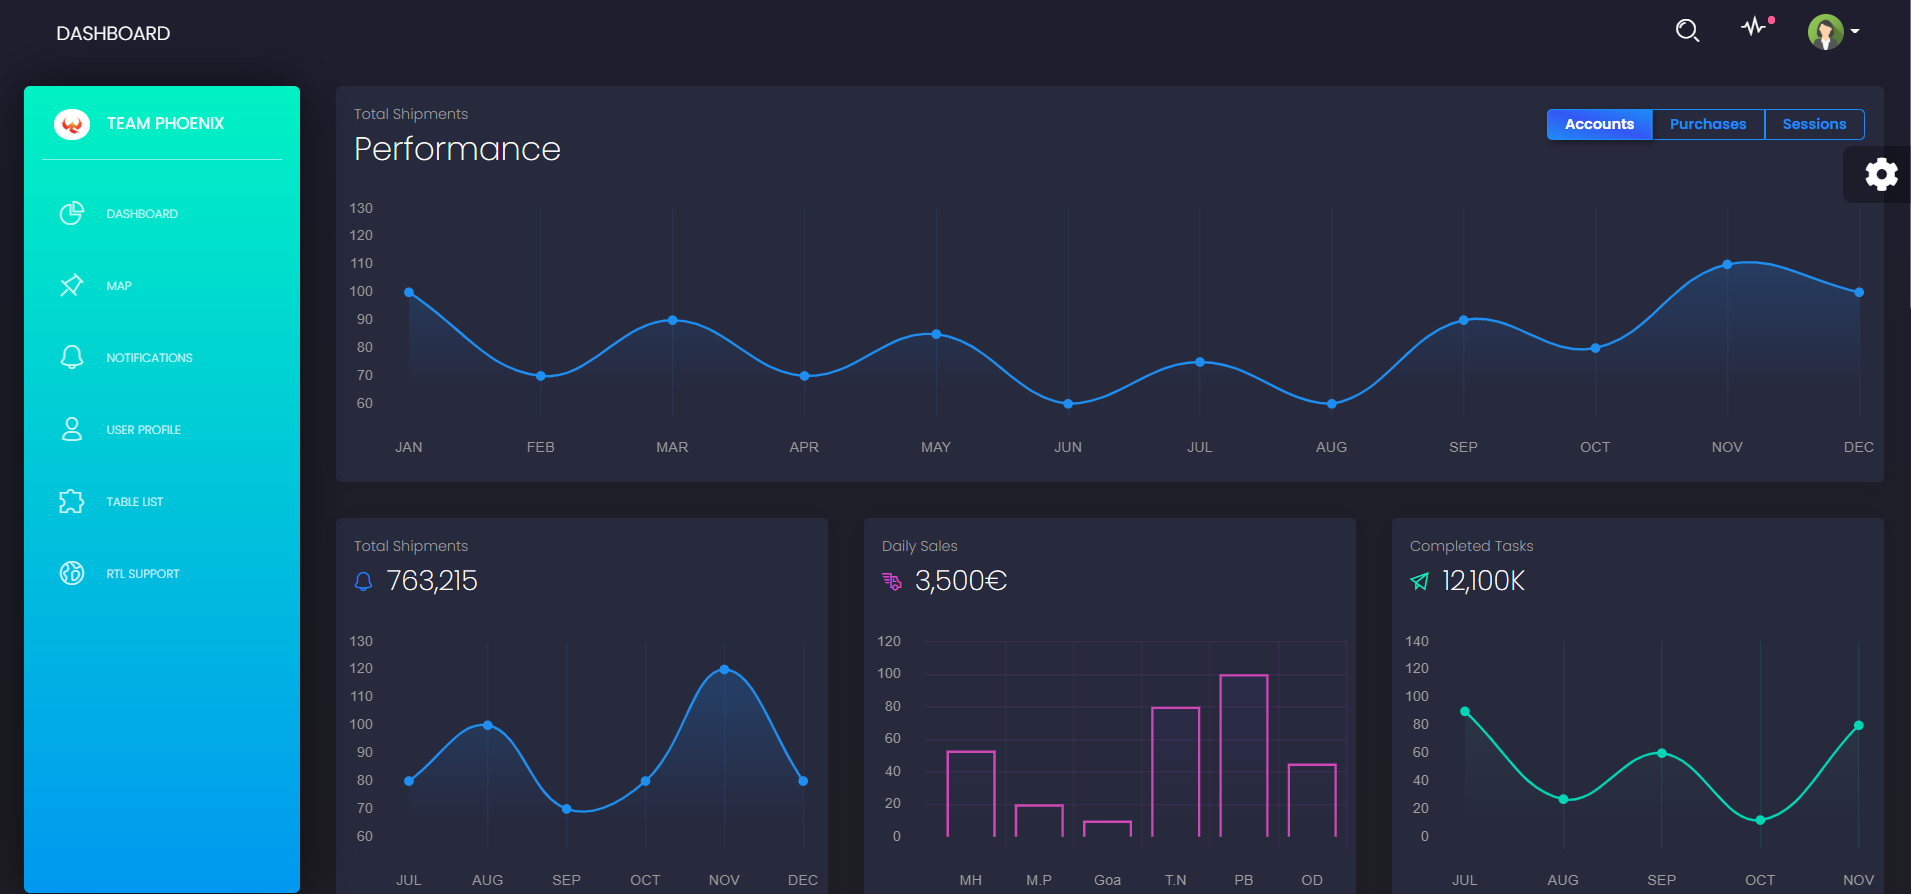 DASHBOARD
TEAM PHOENIX
DASHBOARD
MAP
NOTIFICATIONS
USER PROFILE
TABLE LIST
RTL SUPPORT
Total Shipments
Performance
Accounts Purchases Sessions
130
120
110
100
90
80
70
60
JAN FEB MAR APR MAY JUN JUL AUG SEP OCT NOV DEC
Total Shipments
763,215
130
120
110
100
90
80
70
60
JUL AUG SEP OCT NOV DEC
Daily Sales
3,500€
120
100
80
60
40
20
0
MH M.P Goa T.N PB OD
Completed Tasks
12,100K
140
120
100
80
60
40
20
0
JUL AUG SEP OCT NOV